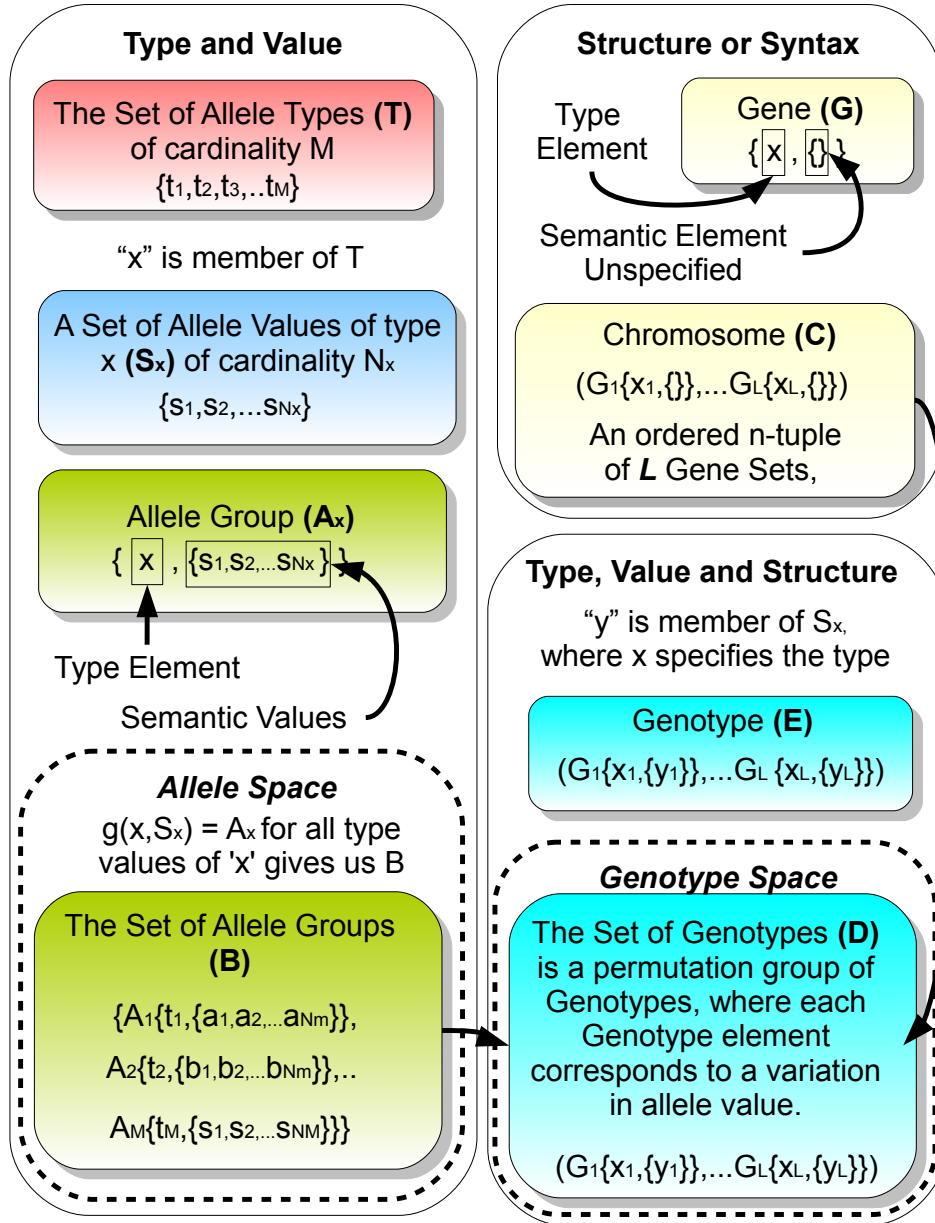 Type and Value
The Set of Allele Types (T)
of cardinality M
{t1,t2,t3,..tM}
“x” is member of T
A Set of Allele Values of type
x (Sx) of cardinality Nx
{s1,s2,...sNx}
Allele Group (Ax)
{ x , {s1,s2,...sNx } }
Type Element
Semantic Values
Allele Space
g(x,Sx) = Ax for all type
values of 'x' gives us B
The Set of Allele Groups
(B)
{A1{t1,{a1,a2,...aNm}},
A2{t2,{b1,b2,...bNm}},..
AM{tM,{s1,s2,...sNM}}}
Structure or Syntax
Gene (G)
{ x , {} }
Type
Element
Semantic Element
Unspecified
Chromosome (C)
(G1{x1,{}},...GL{xL,{}})
An ordered n-tuple
of L Gene Sets,
Type, Value and Structure
“y” is member of Sx,
where x specifies the type
Genotype (E)
(G1{x1,{y1}},...GL {xL,{yL}})
Genotype Space
The Set of Genotypes (D)
is a permutation group of
Genotypes, where each
Genotype element
corresponds to a variation
in allele value.
(G1{x1,{y1}},...GL{xL,{yL}})